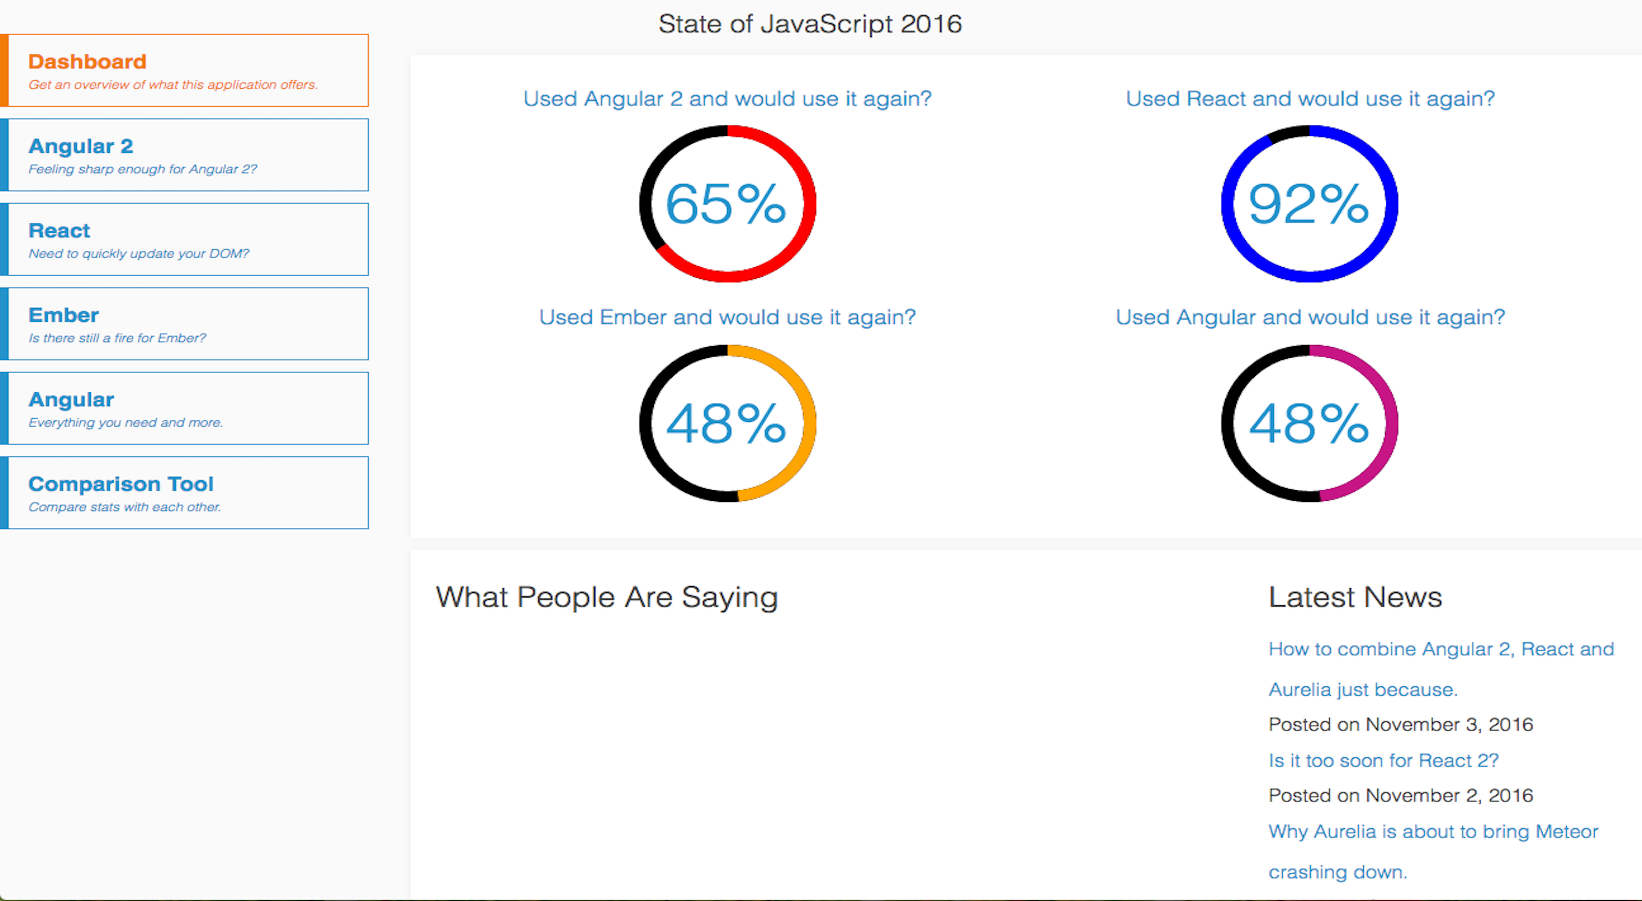 State of JavaScript 2016
Dashboard
Get an overview of what this application offers.
Angular 2
Feeling sharp enough for Angular 2?
React
Need to quickly update your DOM?
Ember
Is there still a fire for Ember?
Angular
Everything you need and more.
Comparison Tool
Compare stats with each other.
Used Angular 2 and would use it again?
65%
Used React and would use it again?
92%
Used Ember and would use it again?
48%
Used Angular and would use it again?
48%
What People Are Saying
Latest News
How to combine Angular 2, React and
Aurelia just because.
Posted on November 3, 2016
Is it too soon for React 2?
Posted on November 2, 2016
Why Aurelia is about to bring Meteor
crashing down.